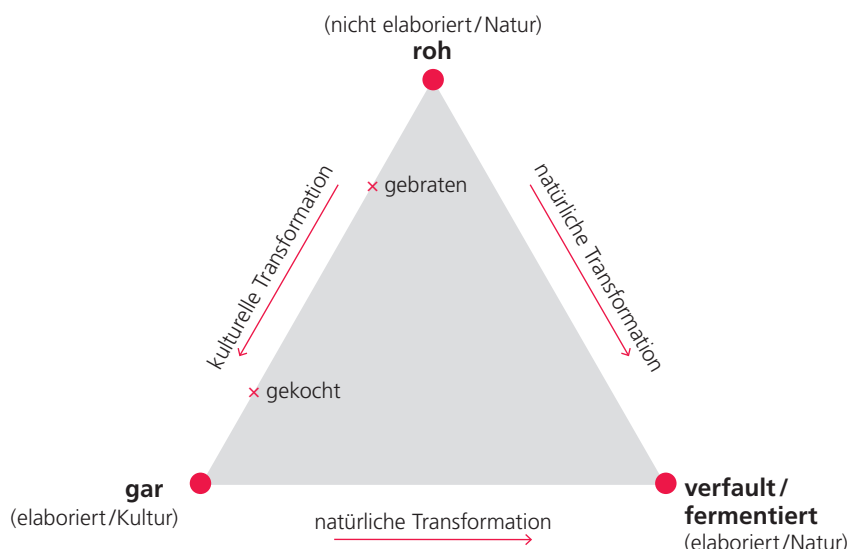 (nicht elaboriert/Natur)
roh
kulturelle Transformation
natürliche Transformation
× gebraten
× gekocht
gar
(elaboriert/Kultur)
natürliche Transformation
verfault/
fermentiert
(elaboriert/Natur)